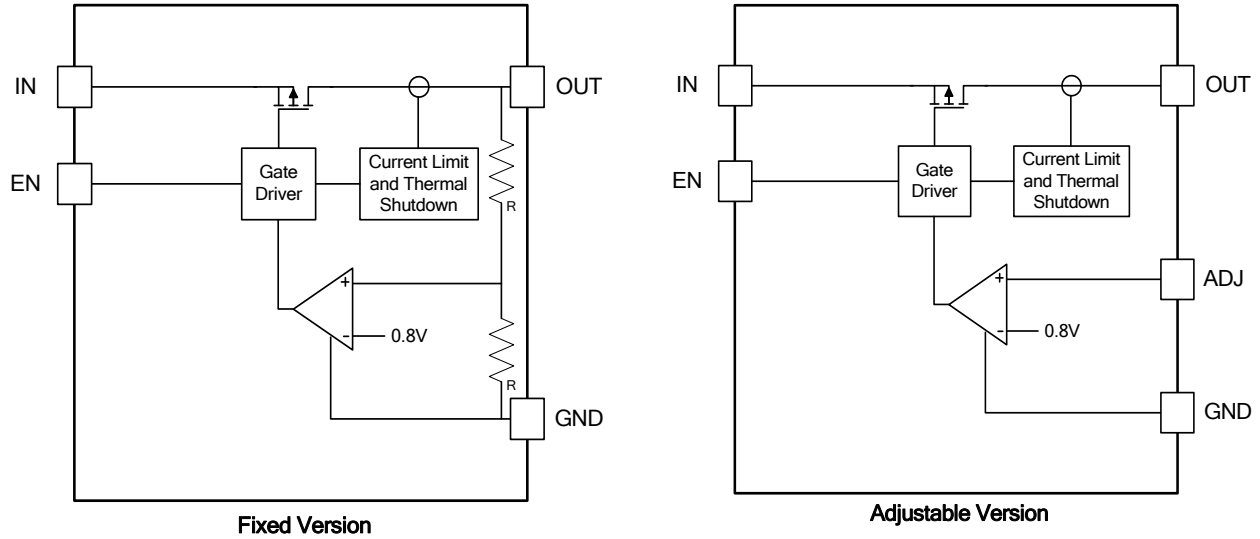 IN
OUT
EN
Gate
Driver
Current Limit
and Thermal
Shutdown
R
+
-
0.8V
R
GND
Fixed Version
IN
OUT
EN
Gate
Driver
Current Limit
and Thermal
Shutdown
+
ADJ
-
0.8V
GND
Adjustable Version